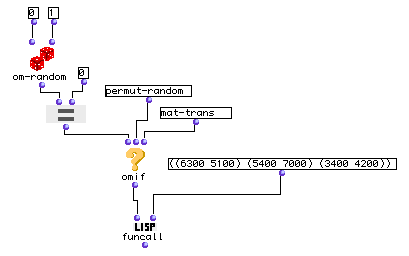 0 1
om-random
0
permut-random
mat-trans
omif
((6300 5100) (5400 7000) (3400 4200))
LISP
funcall